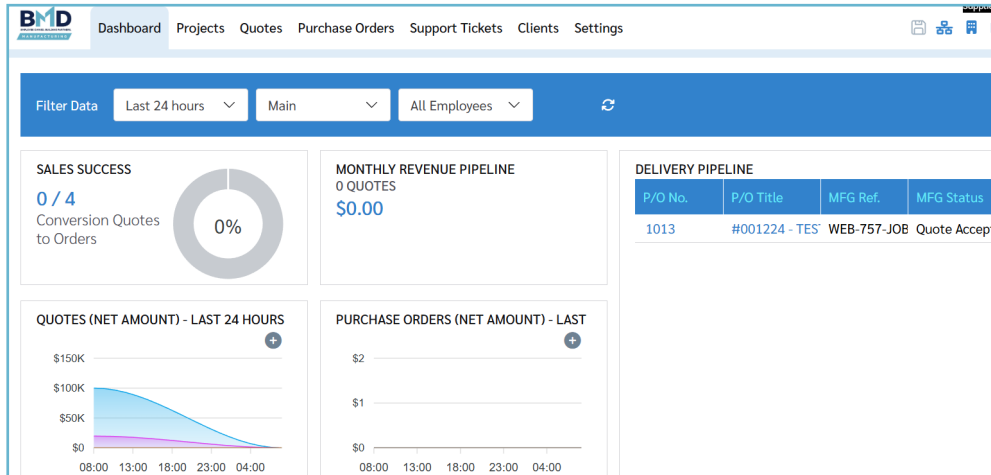 BMD
MANUFACTURING
Dashboard Projects Quotes Purchase Orders Support Tickets Clients Settings
Filter Data Last 24 hours Main All Employees
SALES SUCCESS
0 / 4
Conversion Quotes
to Orders
0%
MONTHLY REVENUE PIPELINE
0 QUOTES
$0.00
DELIVERY PIPELINE
P/O No. P/O Title MFG Ref. MFG Status
1013 #001224 - TES WEB-757-JOB Quote Accept
QUOTES (NET AMOUNT) - LAST 24 HOURS
$150K
$100K
$50K
$0
08:00 13:00 18:00 23:00 04:00
PURCHASE ORDERS (NET AMOUNT) - LAST
$2
$1
$0
08:00 13:00 18:00 23:00 04:00